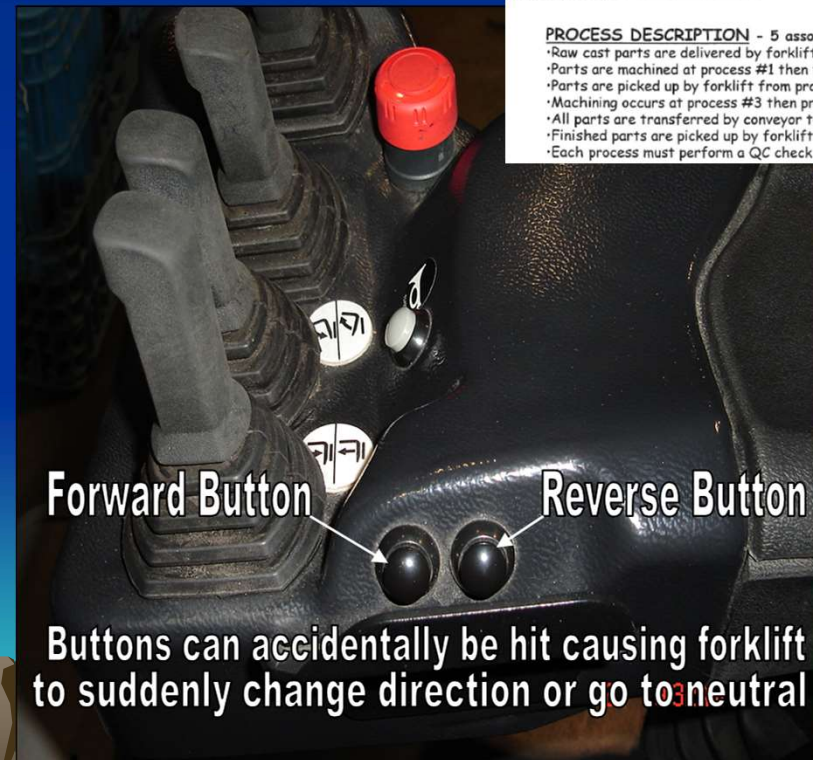 PROCESS DESCRIPTION - 5 asso
•Raw cast parts are delivered by forklift
•Parts are machined at process #1 then
•Parts are picked up by forklift from pro
•Machining occurs at process #3 then pr
•All parts are transferred by conveyor t
•Finished parts are picked up by forklift
•Each process must perform a QC check
Forward Button
Reverse Button
Buttons can accidentally be hit causing forklift
to suddenly change direction or go to neutral